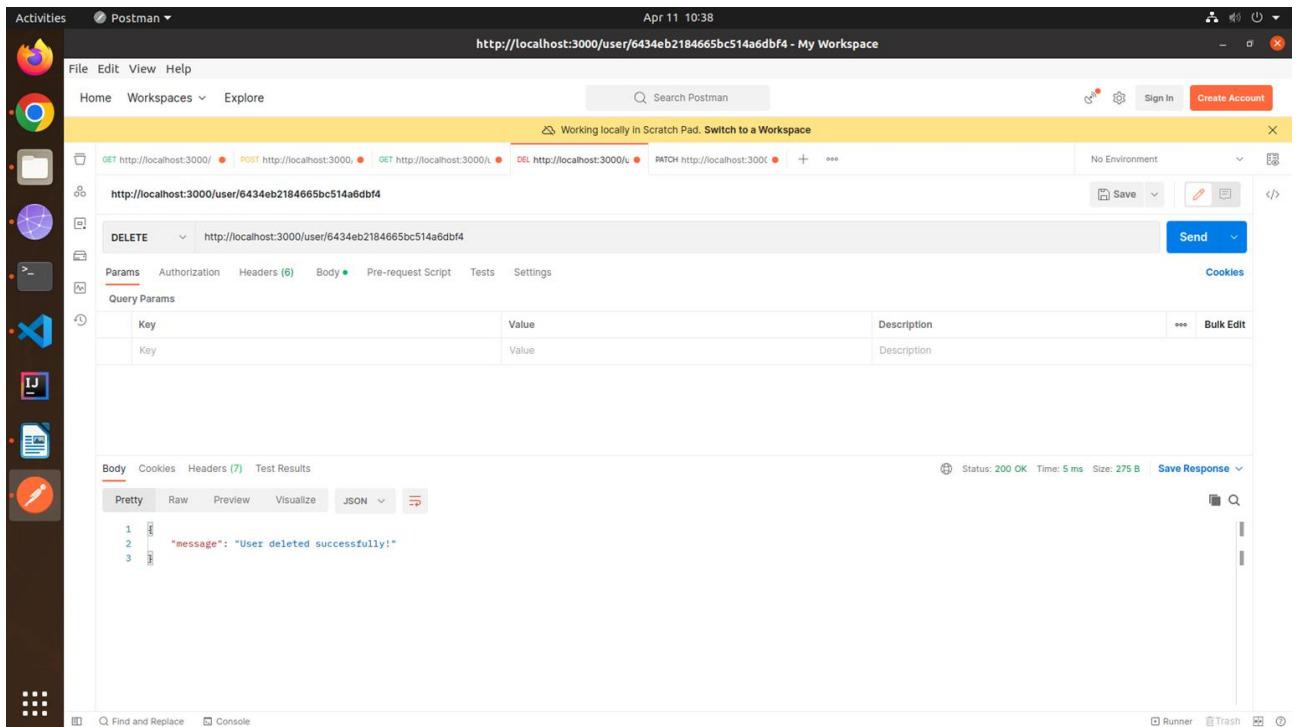 Activities Postman Apr 11 10:38
http://localhost:3000/user/6434eb2184665bc514a6dbf4 - My Workspace
File Edit View Help
Home Workspaces Explore Search Postman Sign In Create Account
Working locally in Scratch Pad. Switch to a Workspace
GET http://localhost:3000/ POST http://localhost:3000, GET http://localhost:3000/u DEL http://localhost:3000/u PATCH http://localhost:300( + No Environment
http://localhost:3000/user/6434eb2184665bc514a6dbf4 Save
DELETE http://localhost:3000/user/6434eb2184665bc514a6dbf4 Send
Params Authorization Headers (6) Body Pre-request Script Tests Settings Cookies
Query Params
Key Value Description Bulk Edit
Key Value Description
Body Cookies Headers (7) Test Results Status: 200 OK Time: 5 ms Size: 275 B Save Response
Pretty Raw Preview Visualize JSON
1 {
2 "message": "User deleted successfully!"
3 }
Find and Replace Console Runner Trash